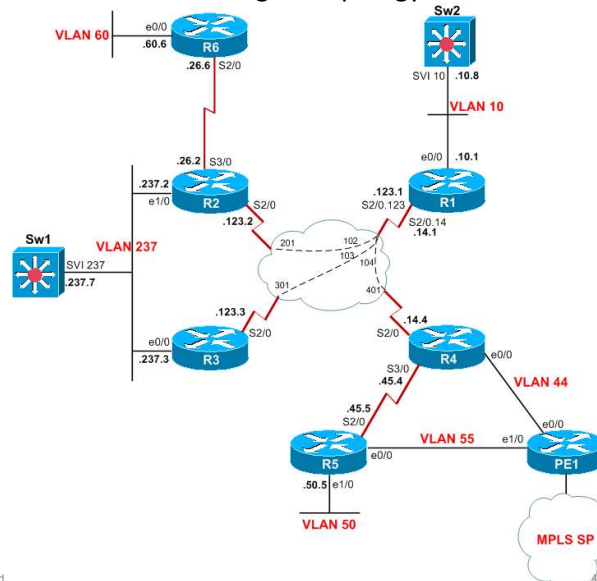 Sw2
e0/0
VLAN 60
.60.6
R6
.26.6
S2/0
SVI 10
.10.8
VLAN 10
.26.2
S3/0
e0/0
.10.1
.237.2
e1/0
R2
S2/0
.123.2
.123.1
S2/0.123
R1
S2/0.14
.14.1
Sw1
VLAN 237
SVI 237
.237.7
201
102
103
104
301
401
.123.3
S2/0
.14.4
S2/0
e0/0
.237.3
R3
R4
e0/0
S3/0
.45.4
VLAN 44
.45.5
S2/0
VLAN 55
e0/0
e1/0
R5
e0/0
PE1
.50.5
e1/0
VLAN 50
MPLS SP